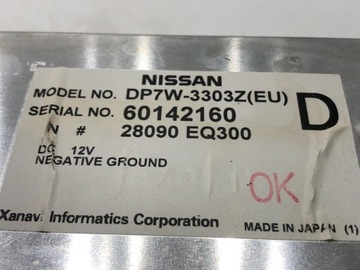 NISSAN
MODEL NO. DP7W-3303Z(EU)
D
SERIAL NO. 60142160
N # 28090 EQ300
DC 12V
NEGATIVE GROUND
OK
Xanavi Informatics Corporation MADE IN JAPAN (1)